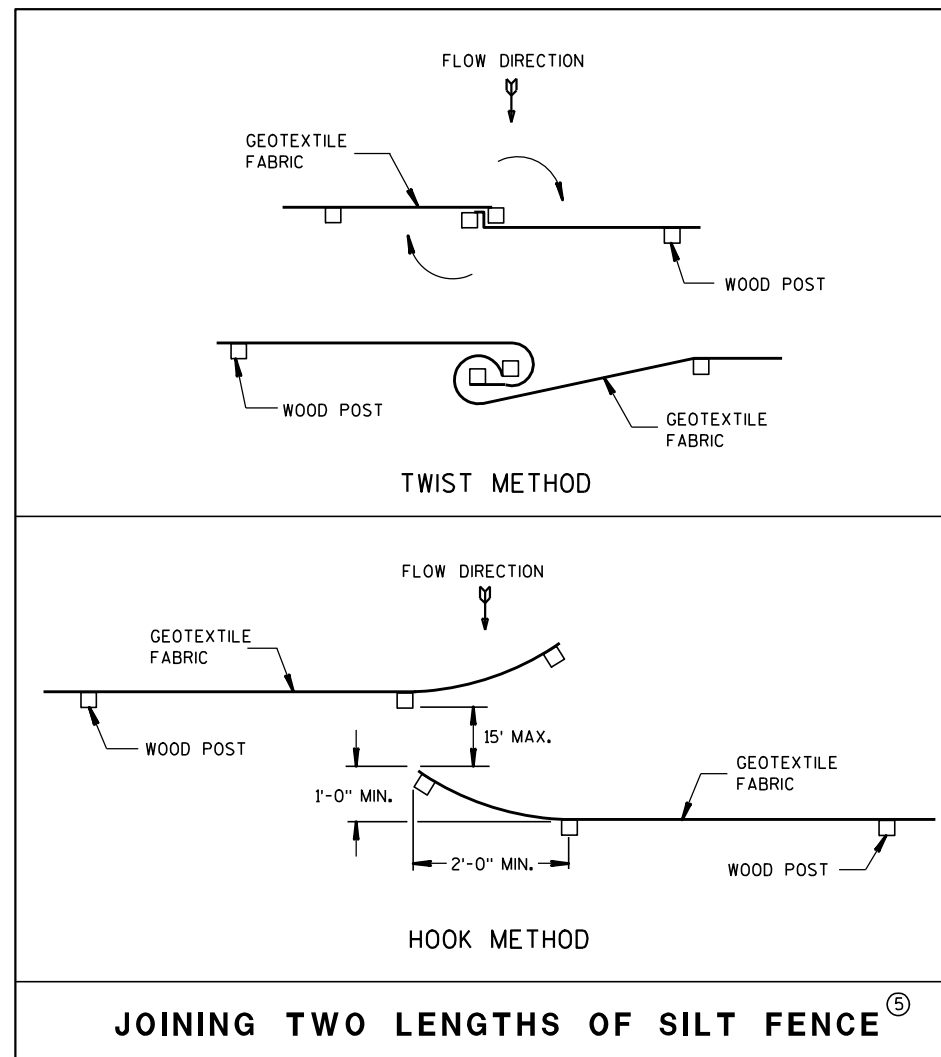 FLOW DIRECTION
GEOTEXTILE
FABRIC
WOOD POST
WOOD POST
GEOTEXTILE
FABRIC
TWIST METHOD
FLOW DIRECTION
GEOTEXTILE
FABRIC
WOOD POST
15' MAX.
1'-0" MIN.
GEOTEXTILE
FABRIC
2'-0" MIN.
WOOD POST
HOOK METHOD
JOINING TWO LENGTHS OF SILT FENCE ⑤